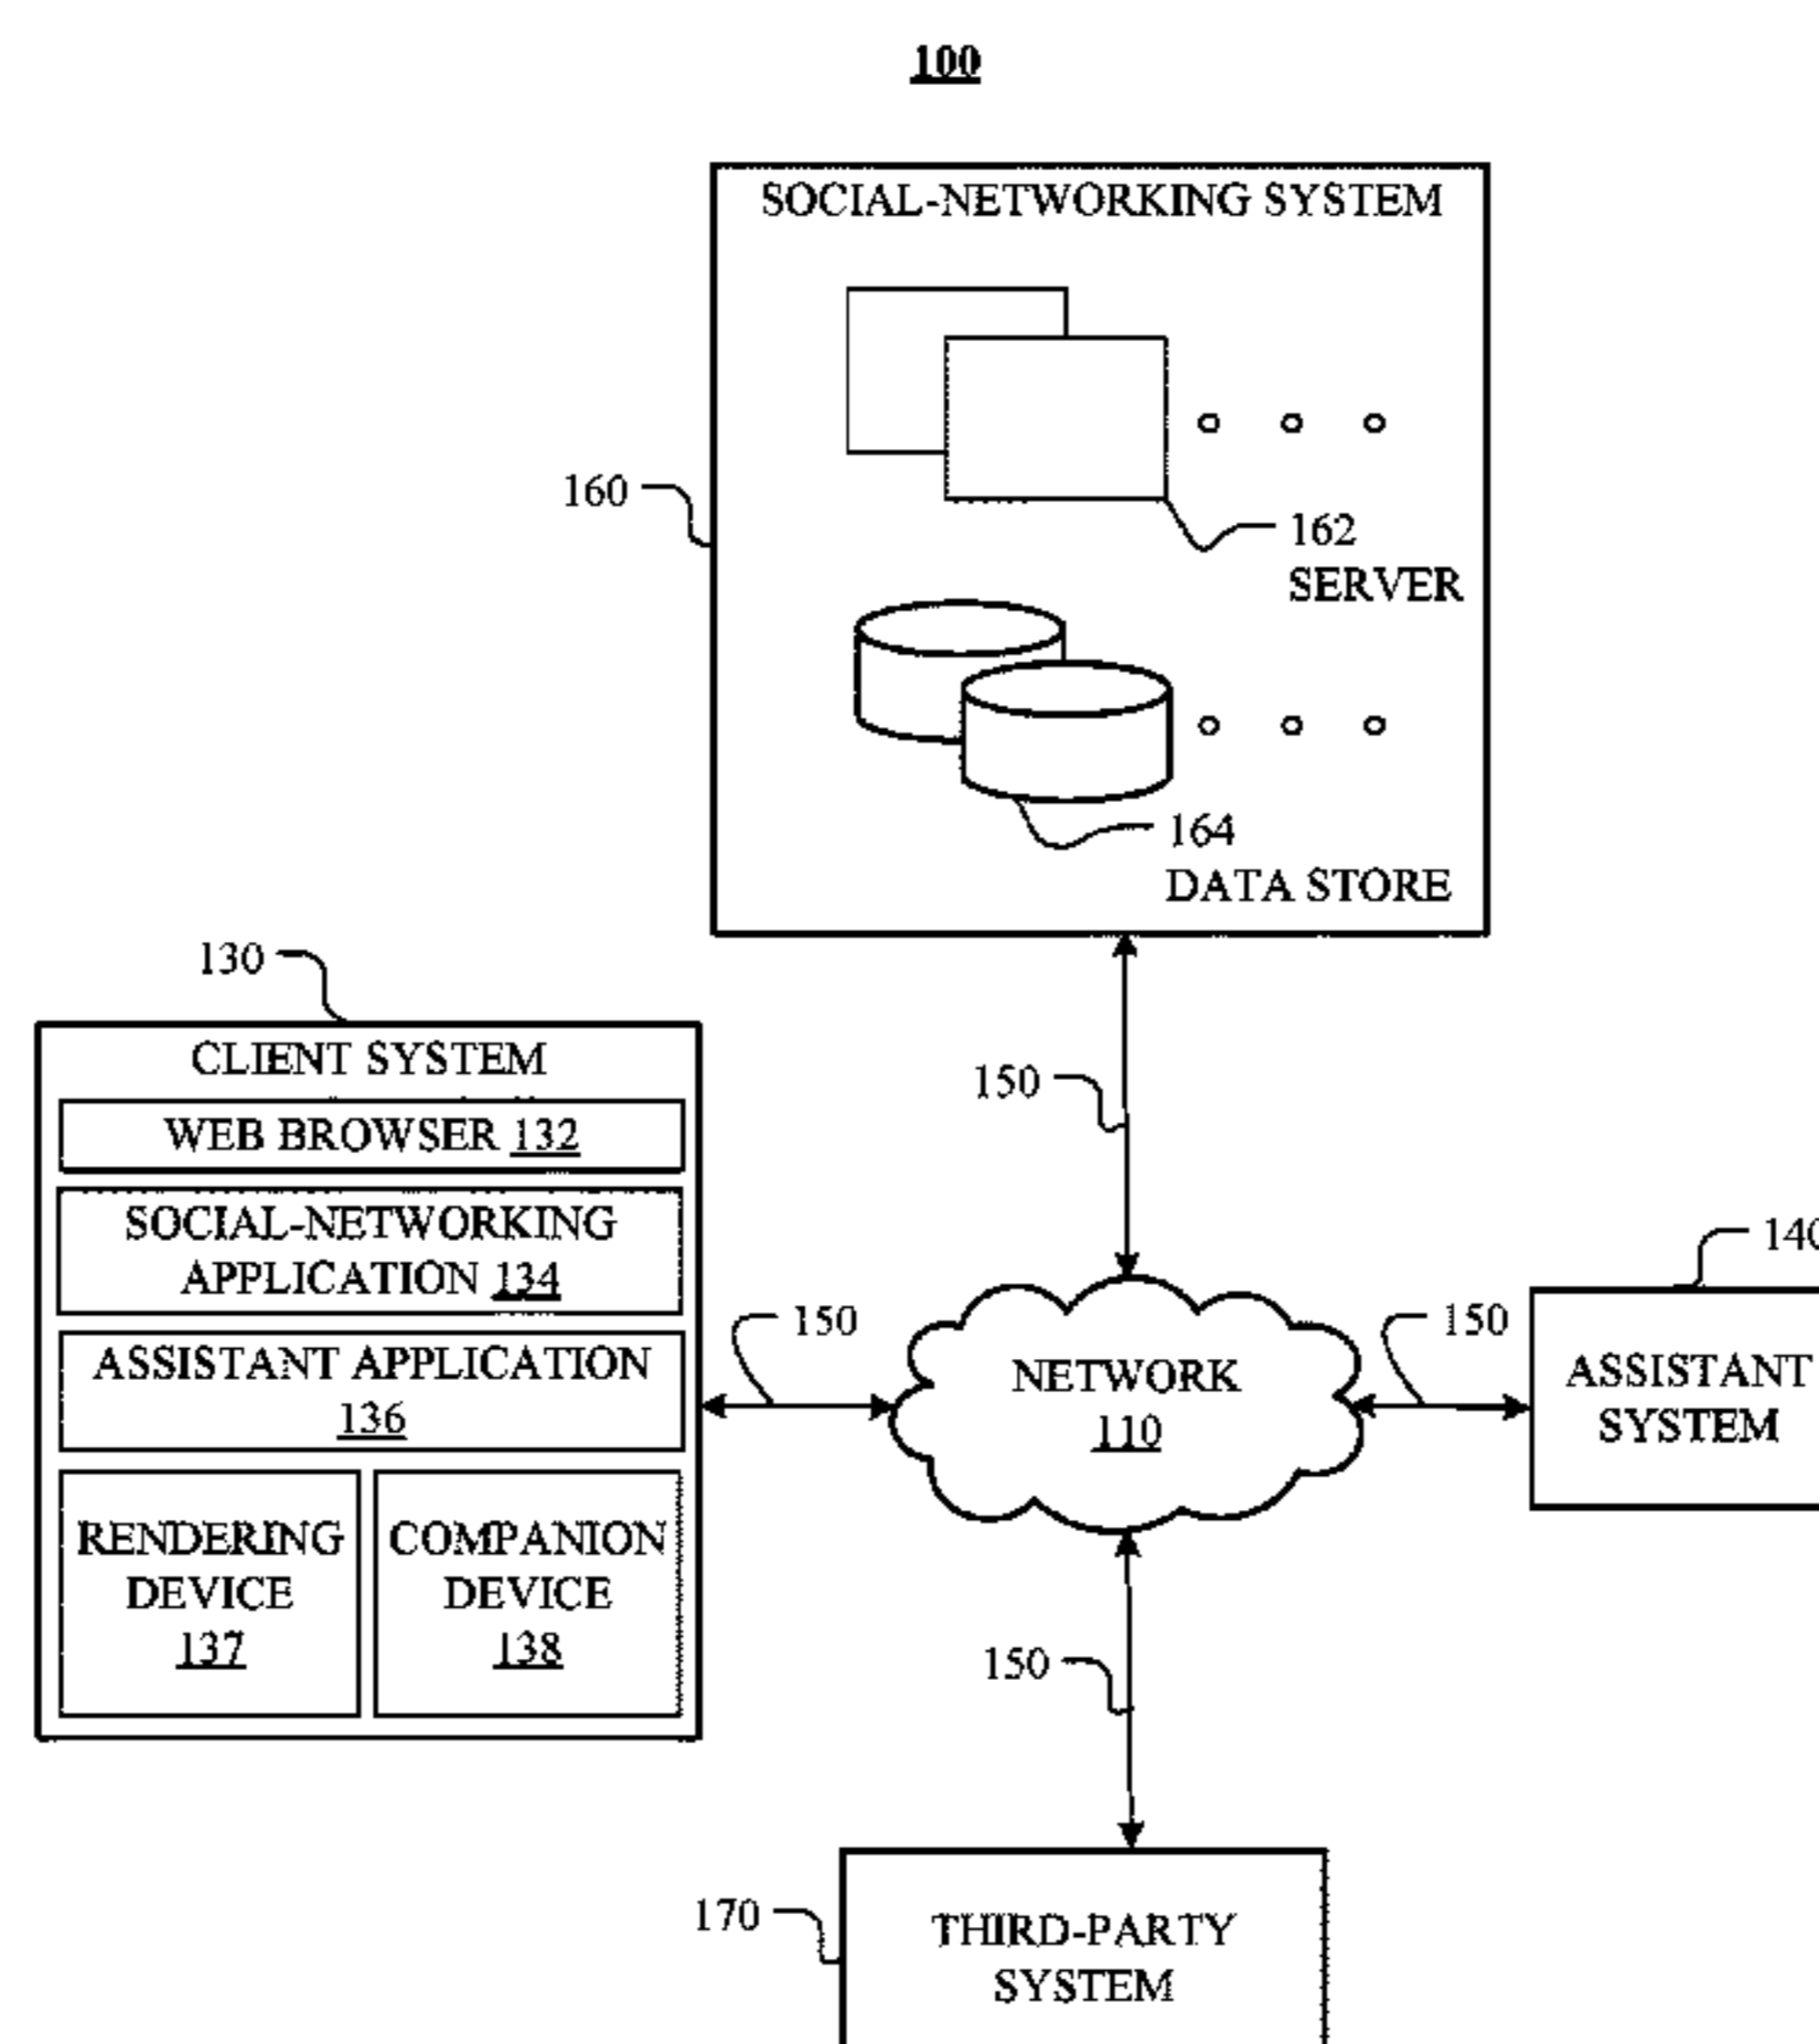 100
SOCIAL-NETWORKING SYSTEM
160
162
SERVER
164
DATA STORE
130
CLIENT SYSTEM
WEB BROWSER 132
SOCIAL-NETWORKING
APPLICATION 134
ASSISTANT APPLICATION
136
RENDERING
DEVICE
137
COMPANION
DEVICE
138
150
150
NETWORK
110
150
140
ASSISTANT
SYSTEM
150
170
THIRD-PARTY
SYSTEM